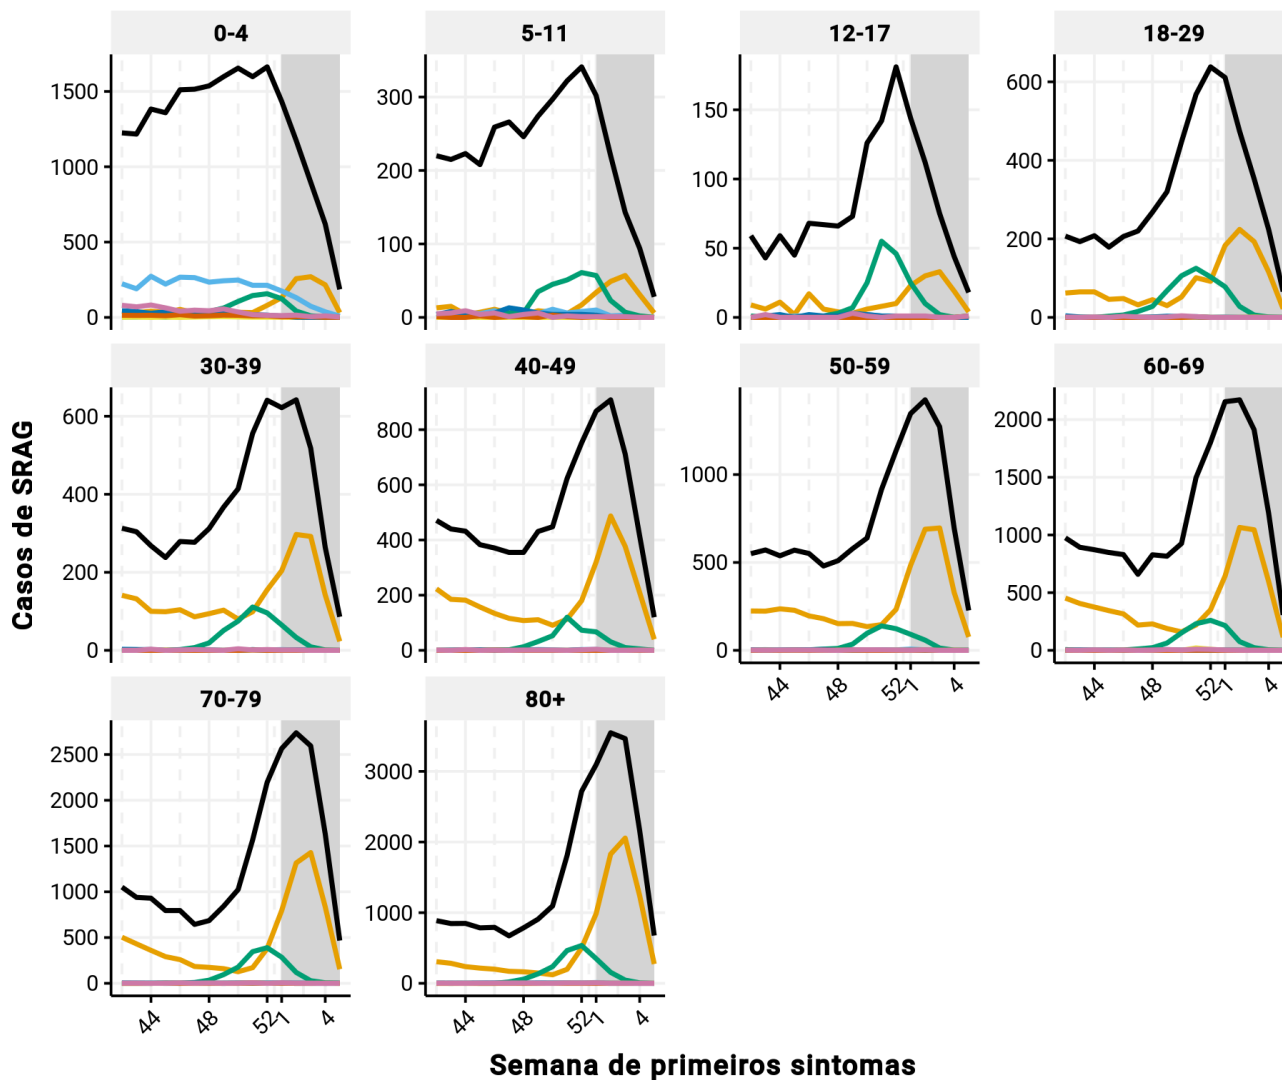 0-4 5-11 12-17 18-29
1500 300 150 600
1000 200 100 400
500 100 50 200
0 0 0 0
30-39 40-49 50-59 60-69
600 800 1000 2000
400 600 500 1500
200 400 0 1000
0 200 500
0 0
44 48 52 1 4 44 48 52 1 4
70-79 80+
2500 3000
2000 2000
1500 1000
1000 0
500
0
44 48 52 1 4 44 48 52 1 4
Casos de SRAG
Semana de primeiros sintomas